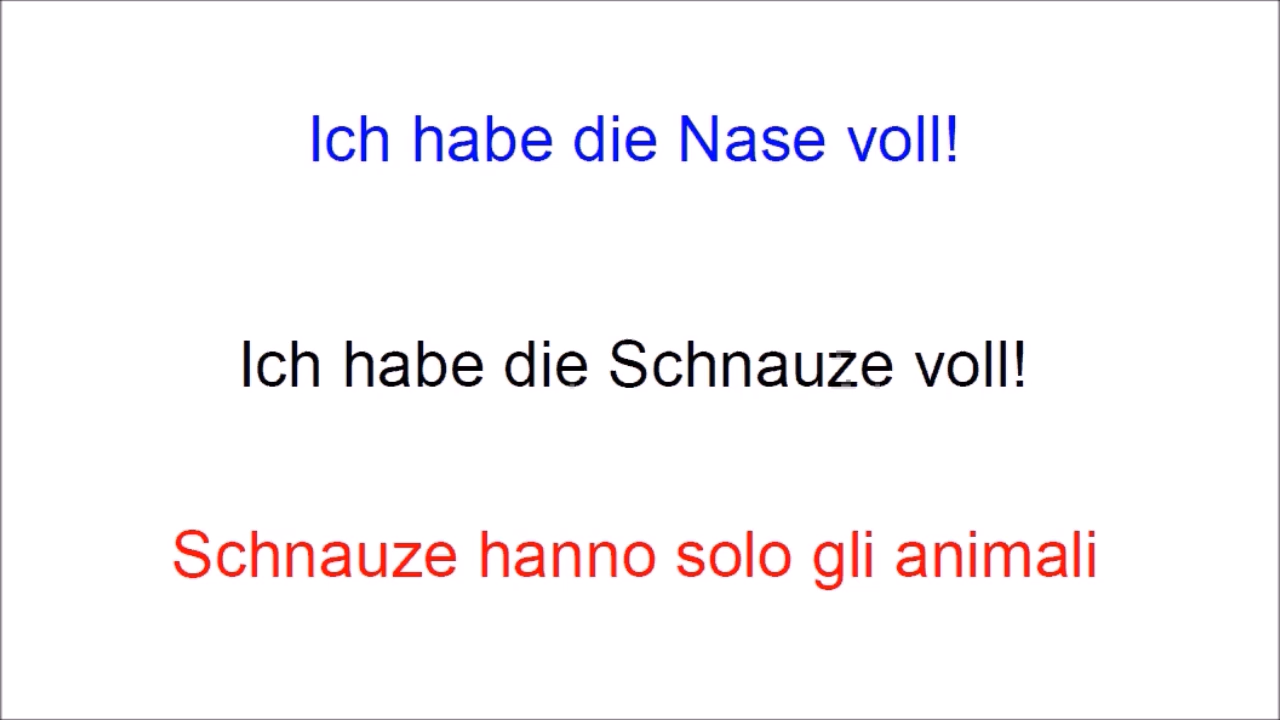 Ich habe die Nase voll!
Ich habe die Schnauze voll!
Schnauze hanno solo gli animali